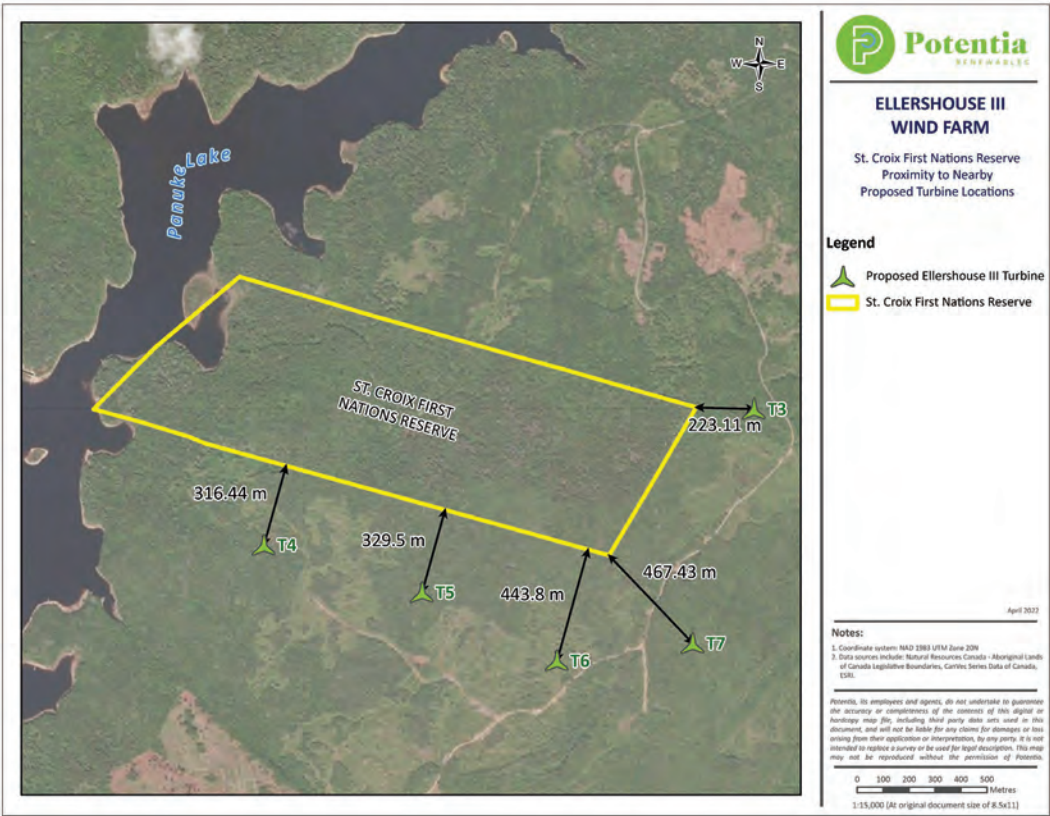 N
W E
S
Panuke Lake
ST. CROIX FIRST
NATIONS RESERVE
T3
223.11 m
316.44 m
T4
329.5 m
T5
443.8 m
T6
467.43 m
T7
Potentia
RENEWABLES
ELLERSHOUSE III
WIND FARM
St. Croix First Nations Reserve
Proximity to Nearby
Proposed Turbine Locations
Legend
Proposed Ellershouse III Turbine
St. Croix First Nations Reserve
April 2022
Notes:
1. Coordinate system: NAD 1983 UTM Zone 20N
2. Data sources include: Natural Resources Canada - Aboriginal Lands
of Canada Legislative Boundaries, CanVec Series Data of Canada,
ESRI.
Potentia, its employees and agents, do not undertake to guarantee
the accuracy or completeness of the contents of this digital or
hardcopy map file, including third party data sets used in this
document, and will not be liable for any claims for damages or loss
arising from their application or interpretation, by any party. It is not
intended to replace a survey or be used for legal description. This map
may not be reproduced without the permission of Potentia.
0 100 200 300 400 500
Metres
1:15,000 (At original document size of 8.5x11)